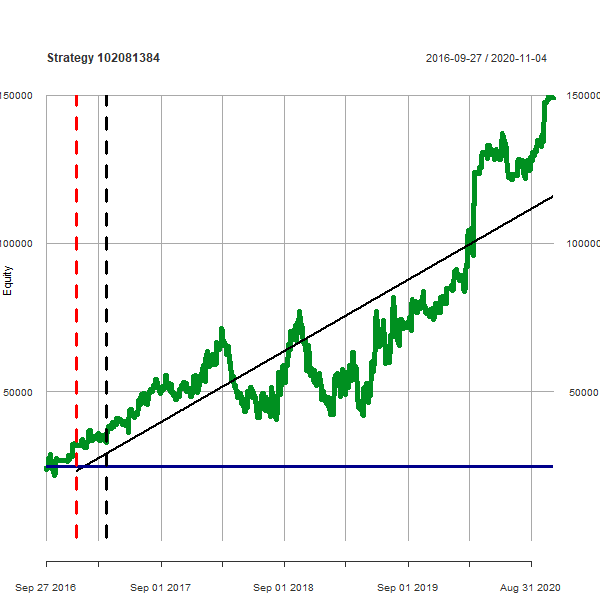 Strategy 102081384 2016-09-27 / 2020-11-04
150000 150000
100000 100000
Equity
50000 50000
Sep 27 2016 Sep 01 2017 Sep 01 2018 Sep 01 2019 Aug 31 2020